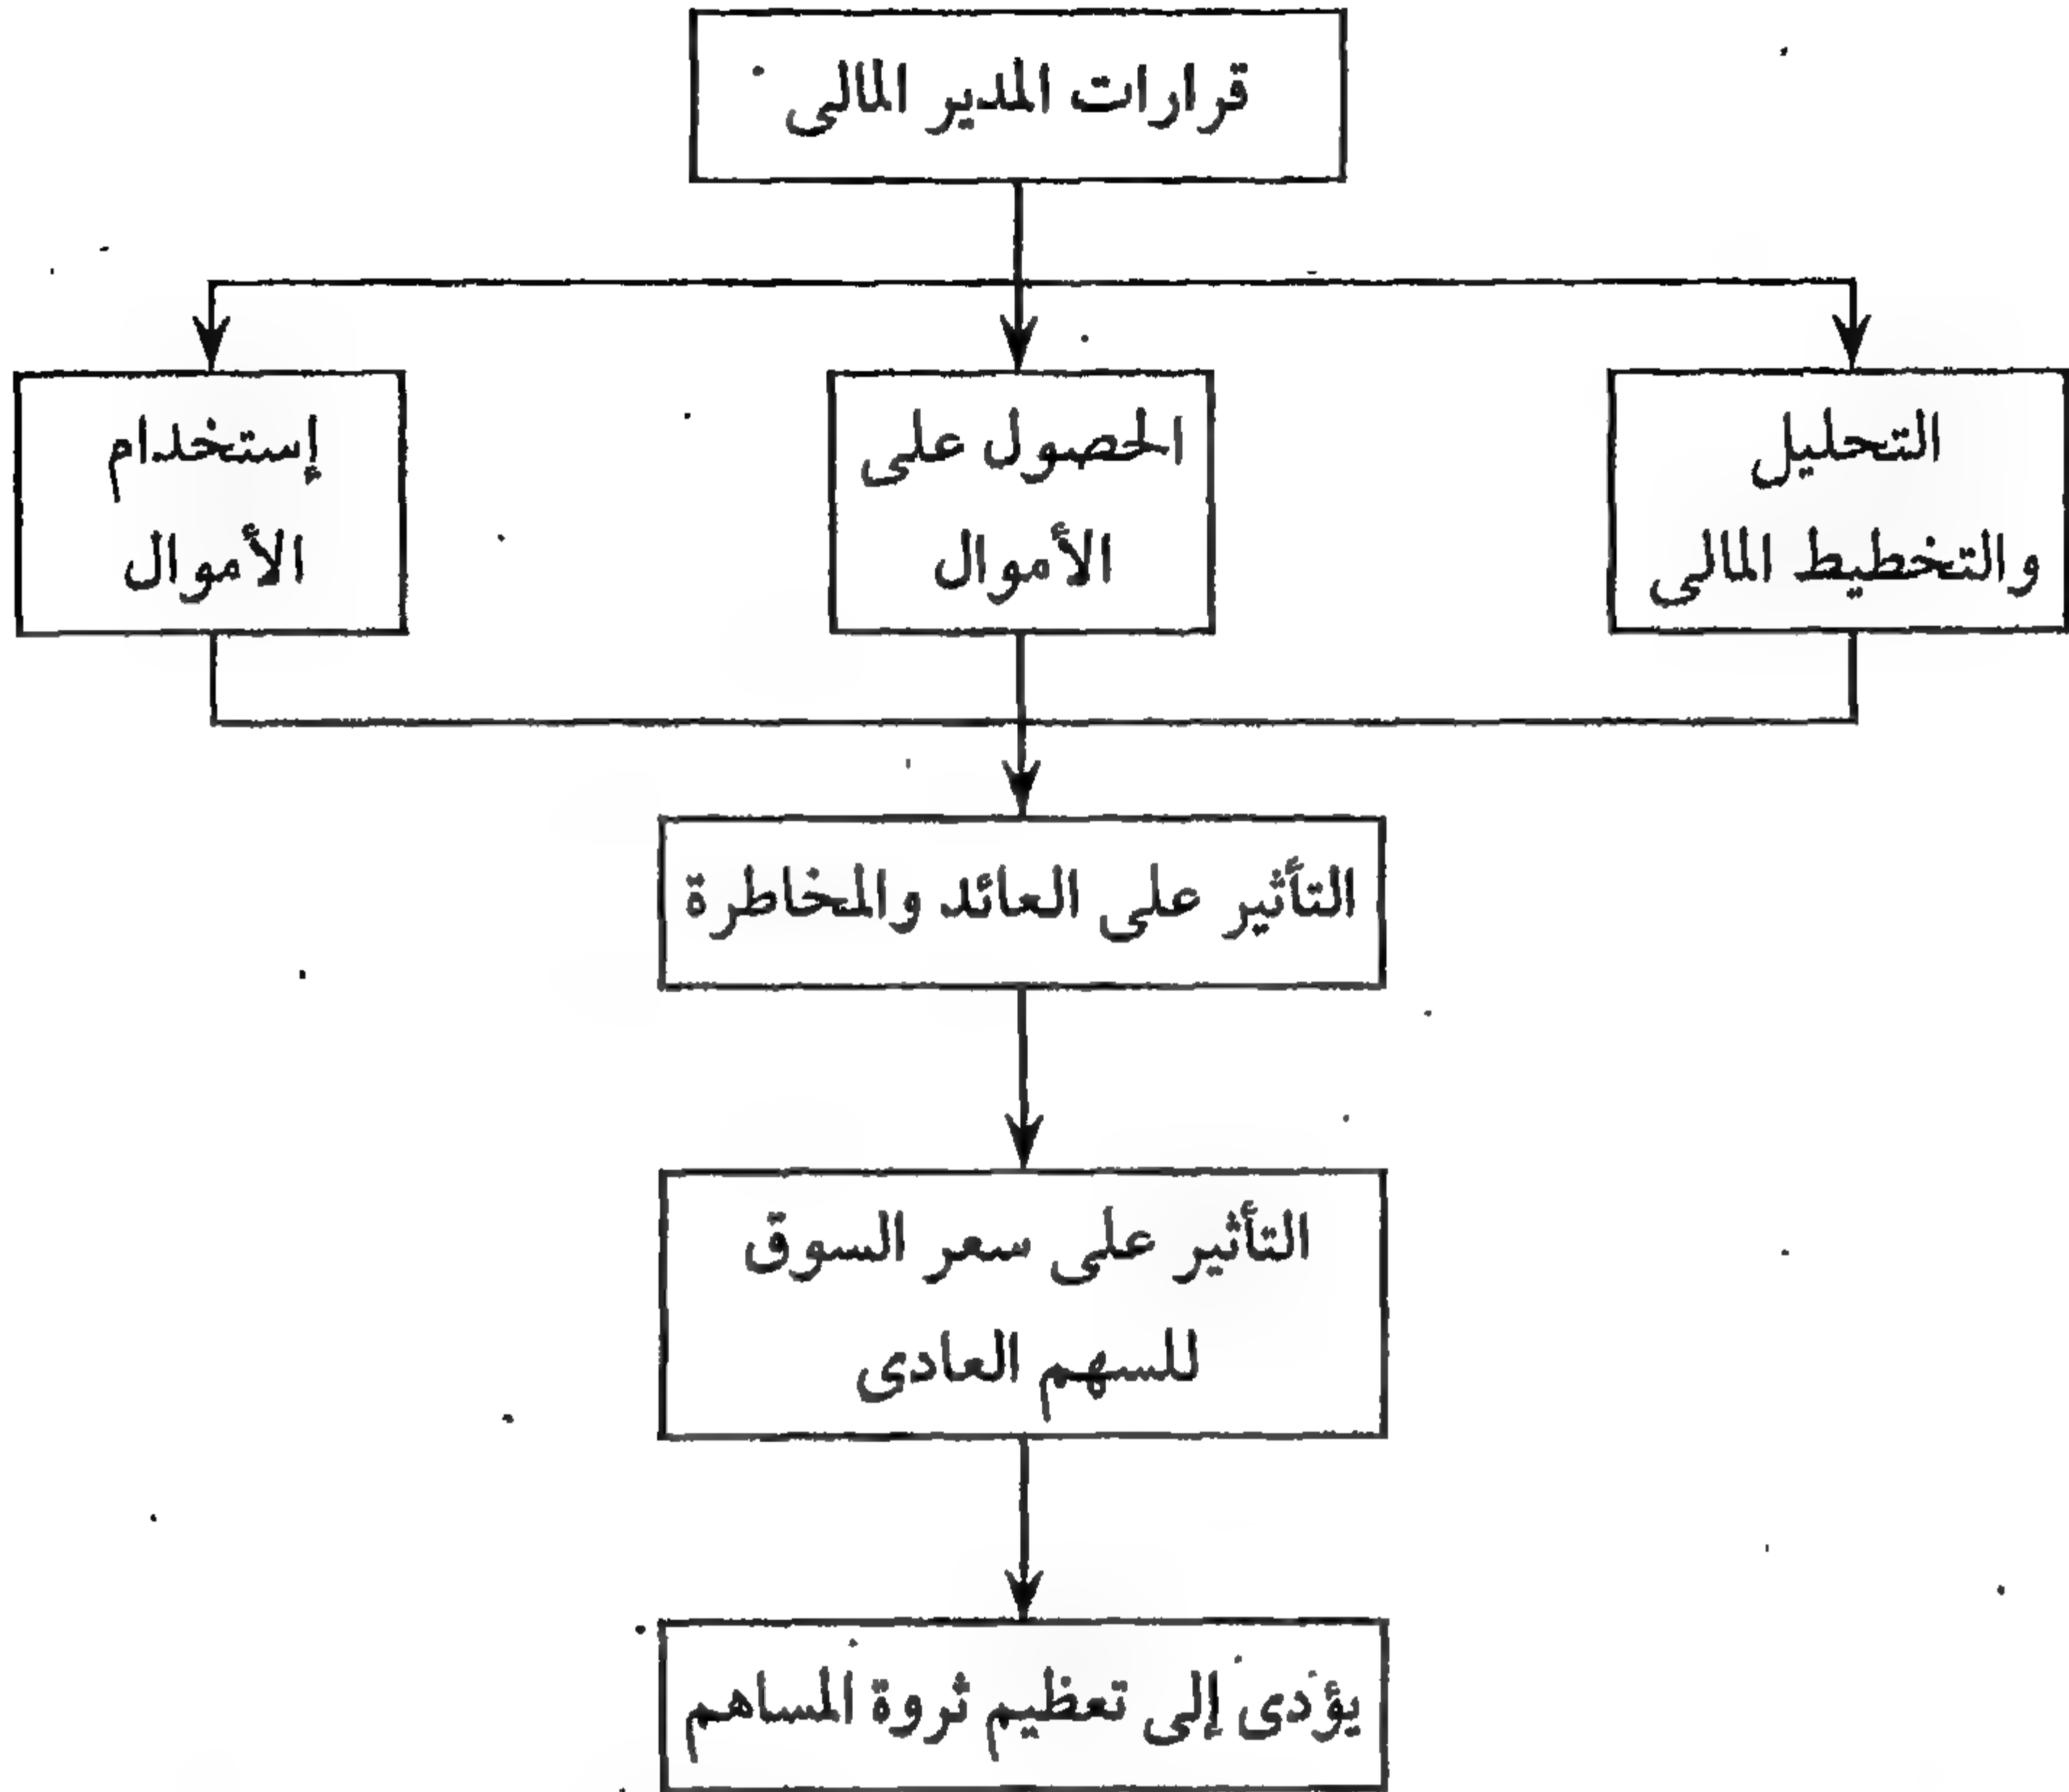 قرارات المدير المالى
التحليل
والتخطيط المالى
الحصول على
الأموال
إستخدام
الأموال
التأثير على العائد والمخاطرة
التأثير على سعر السوق
للسهم العادى
يؤدى إلى تعظيم ثروة المساهم